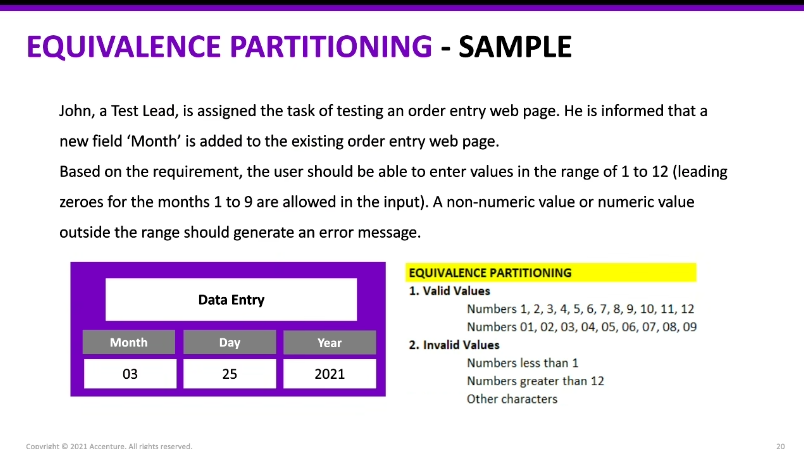 EQUIVALENCE PARTITIONING - SAMPLE
John, a Test Lead, is assigned the task of testing an order entry web page. He is informed that a
new field ‘Month’ is added to the existing order entry web page.
Based on the requirement, the user should be able to enter values in the range of 1 to 12 (leading
zeroes for the months 1 to 9 are allowed in the input). A non-numeric value or numeric value
outside the range should generate an error message.
Data Entry
Month Day Year
03 25 2021
EQUIVALENCE PARTITIONING
1. Valid Values
Numbers 1, 2, 3, 4, 5, 6, 7, 8, 9, 10, 11, 12
Numbers 01, 02, 03, 04, 05, 06, 07, 08, 09
2. Invalid Values
Numbers less than 1
Numbers greater than 12
Other characters
Copyright © 2021 Accenture. All rights reserved.
20